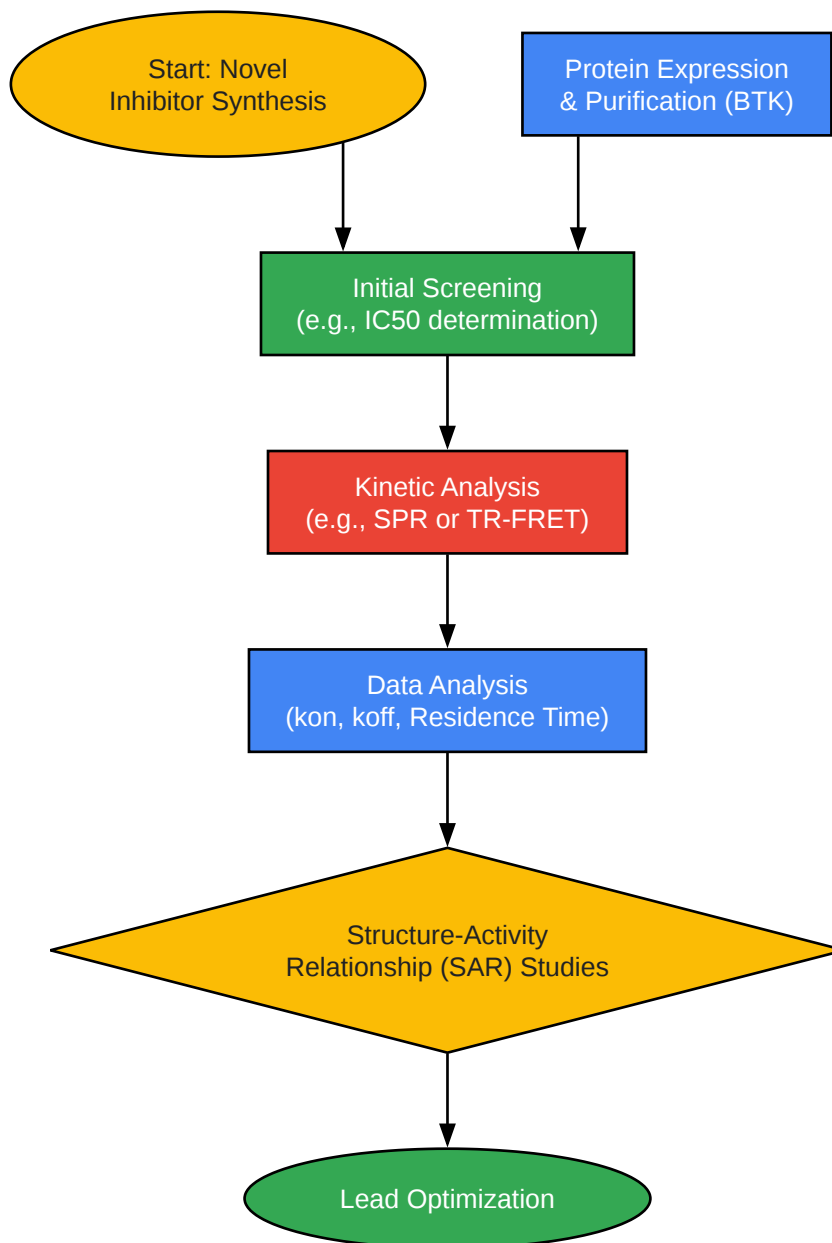 Start: Novel
Inhibitor Synthesis
Protein Expression
& Purification (BTK)
Initial Screening
(e.g., IC50 determination)
Kinetic Analysis
(e.g., SPR or TR-FRET)
Data Analysis
(kon, koff, Residence Time)
Structure-Activity
Relationship (SAR) Studies
Lead Optimization